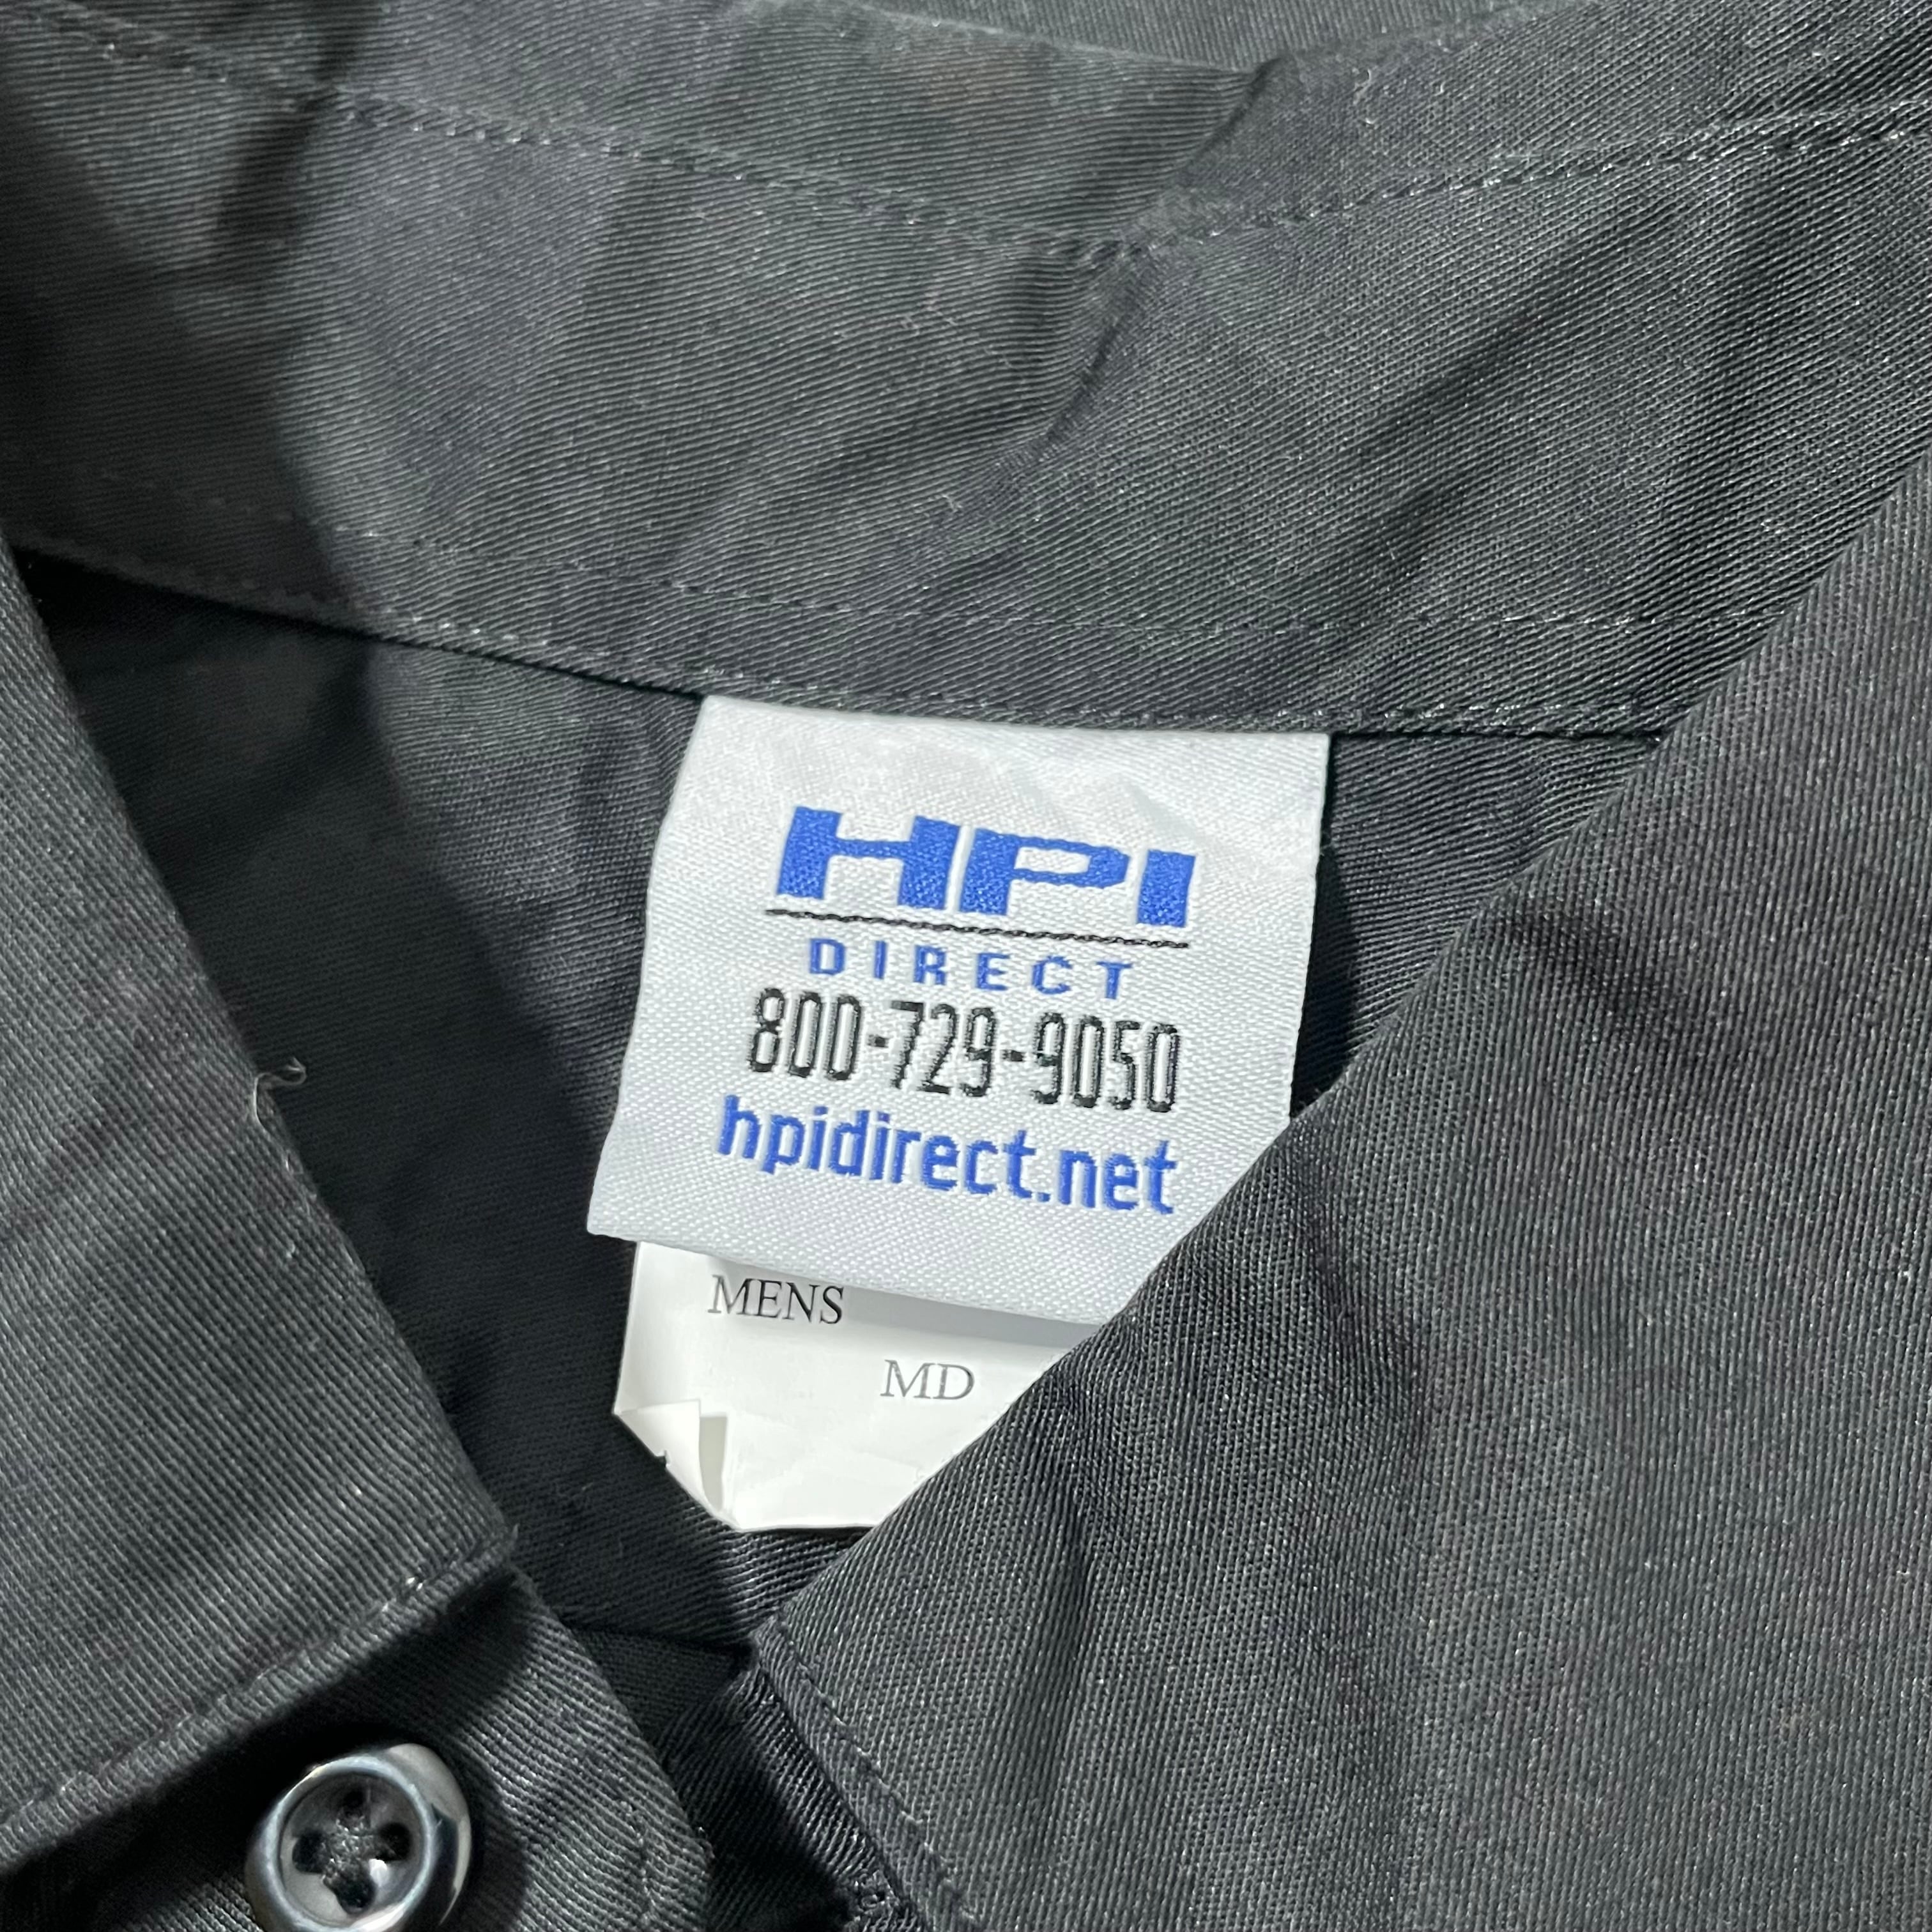 HPI
DIRECT
800-729-9050
hpidirect.net
MENS
MD